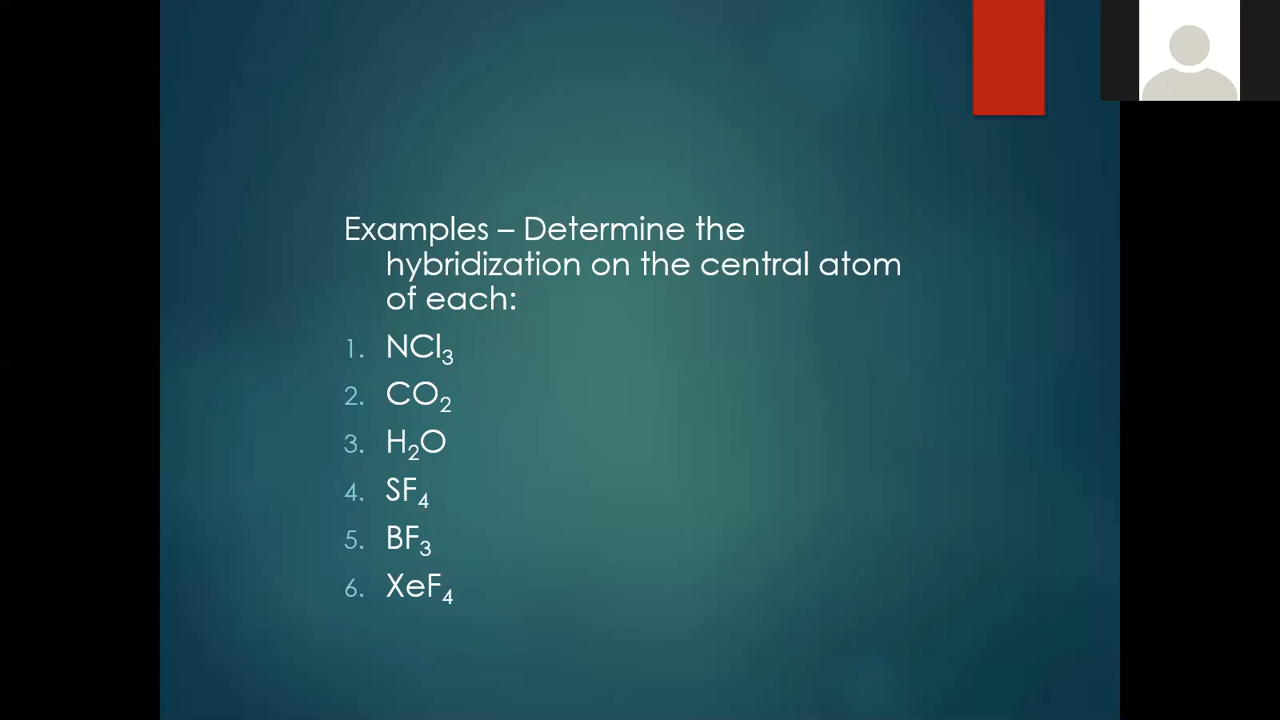 Examples – Determine the
hybridization on the central atom
of each:
1. NCl₃
2. CO₂
3. H₂O
4. SF₄
5. BF₃
6. XeF₄